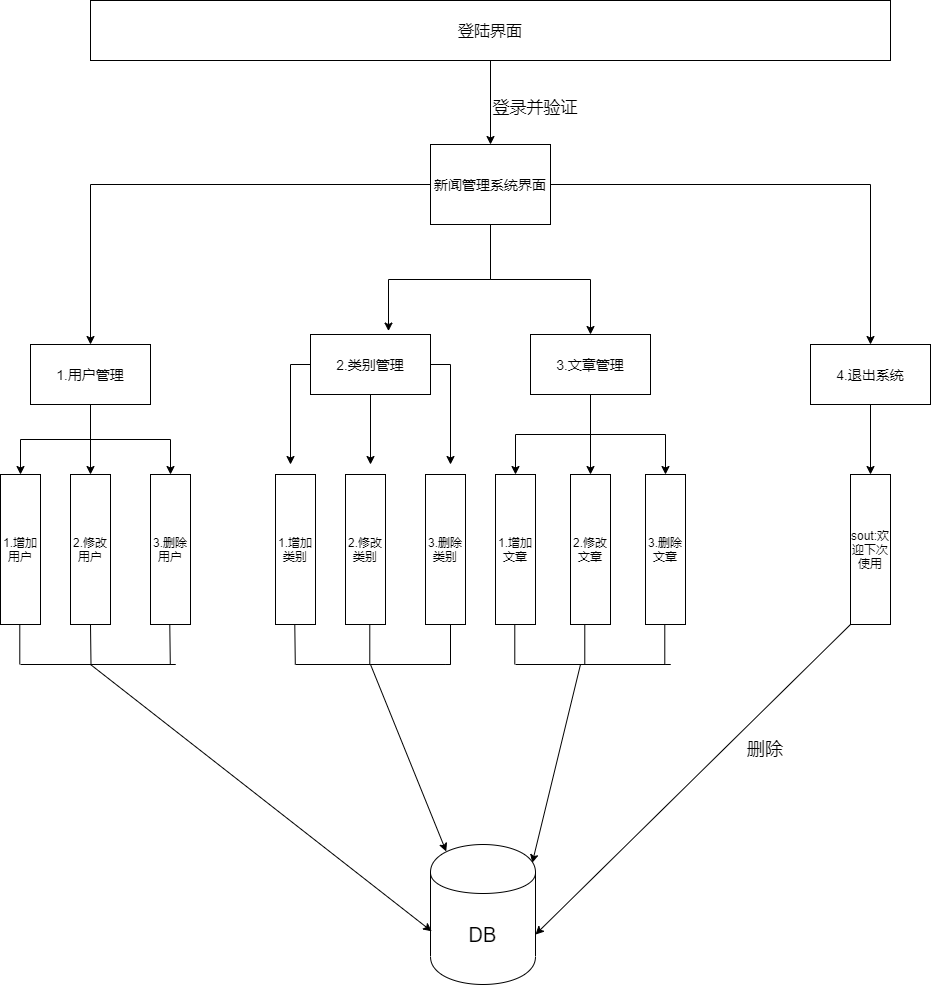 登陆界面
登录并验证
新闻管理系统界面
1.用户管理
2.类别管理
3.文章管理
4.退出系统
1.增加
用户
2.修改
用户
3.删除
用户
1.增加
类别
2.修改
类别
3.删除
类别
1.增加
文章
2.修改
文章
3.删除
文章
sout:欢
迎下次
使用
删除
DB